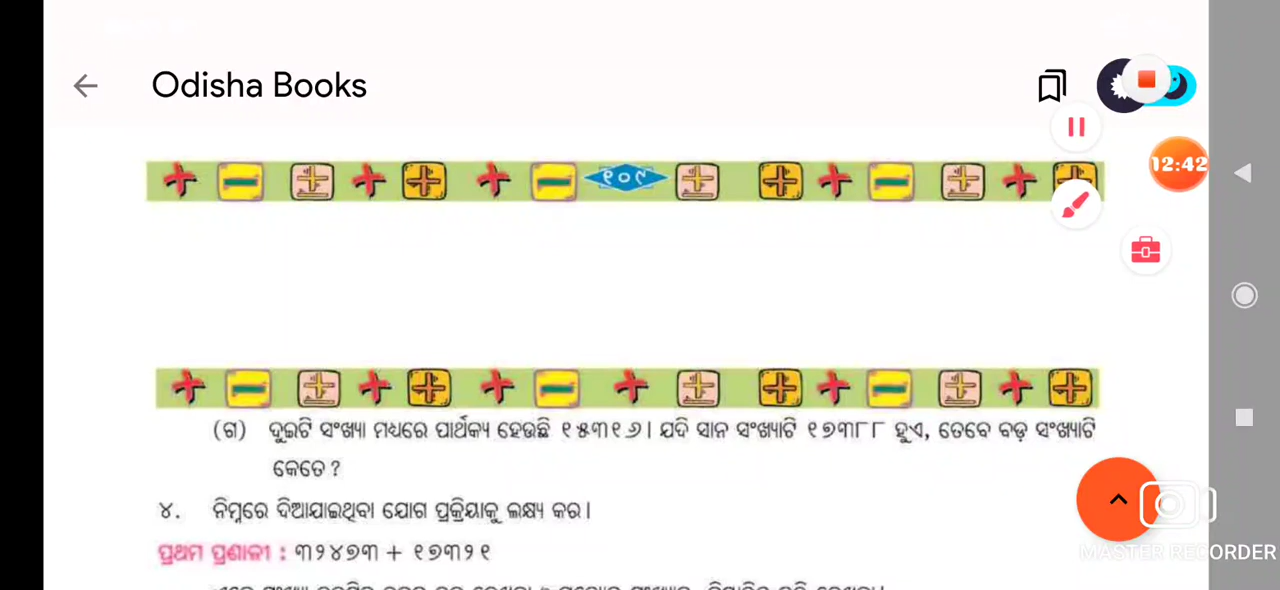 Odisha Books
12:42
୧୦୯
(ଗ) ଦୁଇଟି ସଂଖ୍ୟା ମଧ୍ୟରେ ପାର୍ଥକ୍ୟ ହେଉଛି ୧୫୩୧୬। ଯଦି ସାନ ସଂଖ୍ୟାଟି ୧୭୩୮୮ ହୁଏ, ତେବେ ବଡ଼ ସଂଖ୍ୟାଟି
କେତେ ?
୪. ନିମ୍ନରେ ଦିଆଯାଇଥିବା ଯୋଗ ପ୍ରକ୍ରିୟାକୁ ଲକ୍ଷ୍ୟ କର।
ପ୍ରଥମ ପ୍ରଣାଳୀ : ୩୨୪୭୩ + ୧୭୩୨୧
MASTER RECORDER